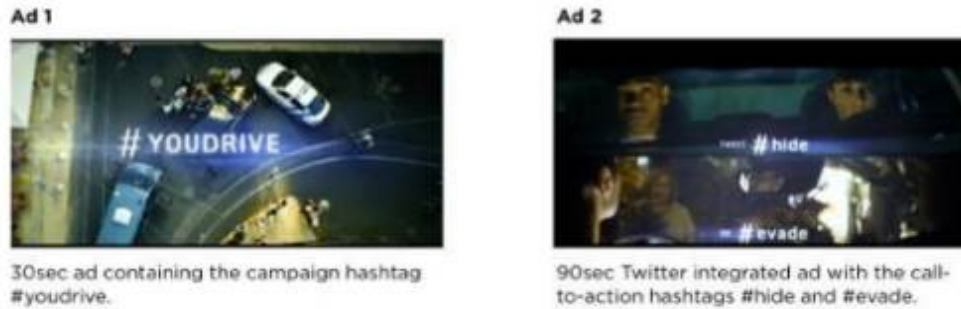 Ad 1
# YOUDRIVE
30sec ad containing the campaign hashtag
#youdrive.
Ad 2
#hide
#evade
90sec Twitter integrated ad with the call-
to-action hashtags #hide and #evade.